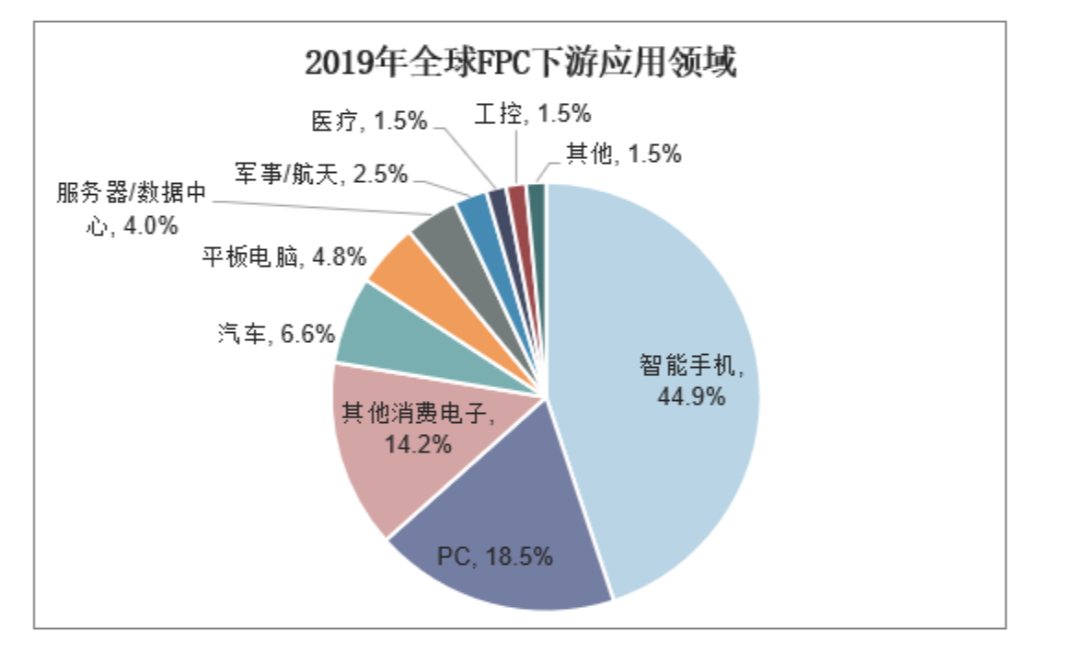 2019年全球FPC下游应用领域
医疗, 1.5%
工控, 1.5%
其他, 1.5%
军事/航天, 2.5%
服务器/数据中
心, 4.0%
平板电脑, 4.8%
汽车, 6.6%
智能手机,
44.9%
其他消费电子,
14.2%
PC, 18.5%